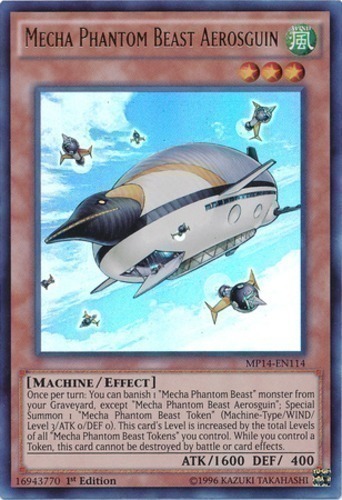 MECHA PHANTOM BEAST AEROSGUIN
WIND
風
MP14-EN114
[MACHINE/EFFECT]
Once per turn: You can banish 1 "Mecha Phantom Beast" monster from
your Graveyard, except "Mecha Phantom Beast Aerosguin"; Special
Summon 1 "Mecha Phantom Beast Token" (Machine-Type/WIND/
Level 3/ATK 0/DEF 0). This card's Level is increased by the total Levels
of all "Mecha Phantom Beast Tokens" you control. While you control a
Token, this card cannot be destroyed by battle or card effects.
ATK/1600 DEF/ 400
16943770 1st Edition ©1996 KAZUKI TAKAHASHI